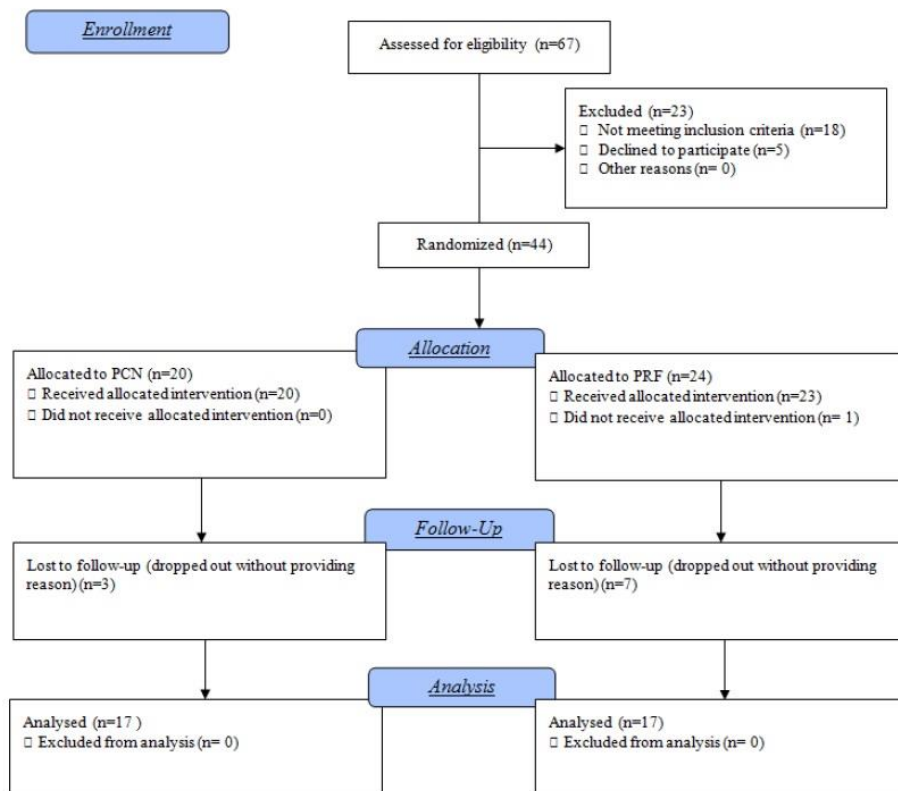 Enrollment
Assessed for eligibility (n=67)
Excluded (n=23)
▯ Not meeting inclusion criteria (n=18)
▯ Declined to participate (n=5)
▯ Other reasons (n= 0)
Randomized (n=44)
Allocation
Allocated to PCN (n=20)
▯ Received allocated intervention (n=20)
▯ Did not receive allocated intervention (n=0)
Allocated to PRF (n=24)
▯ Received allocated intervention (n=23)
▯ Did not receive allocated intervention (n= 1)
Follow-Up
Lost to follow-up (dropped out without providing
reason) (n=3)
Lost to follow-up (dropped out without providing
reason) (n=7)
Analysis
Analysed (n=17 )
▯ Excluded from analysis (n= 0)
Analysed (n=17)
▯ Excluded from analysis (n= 0)